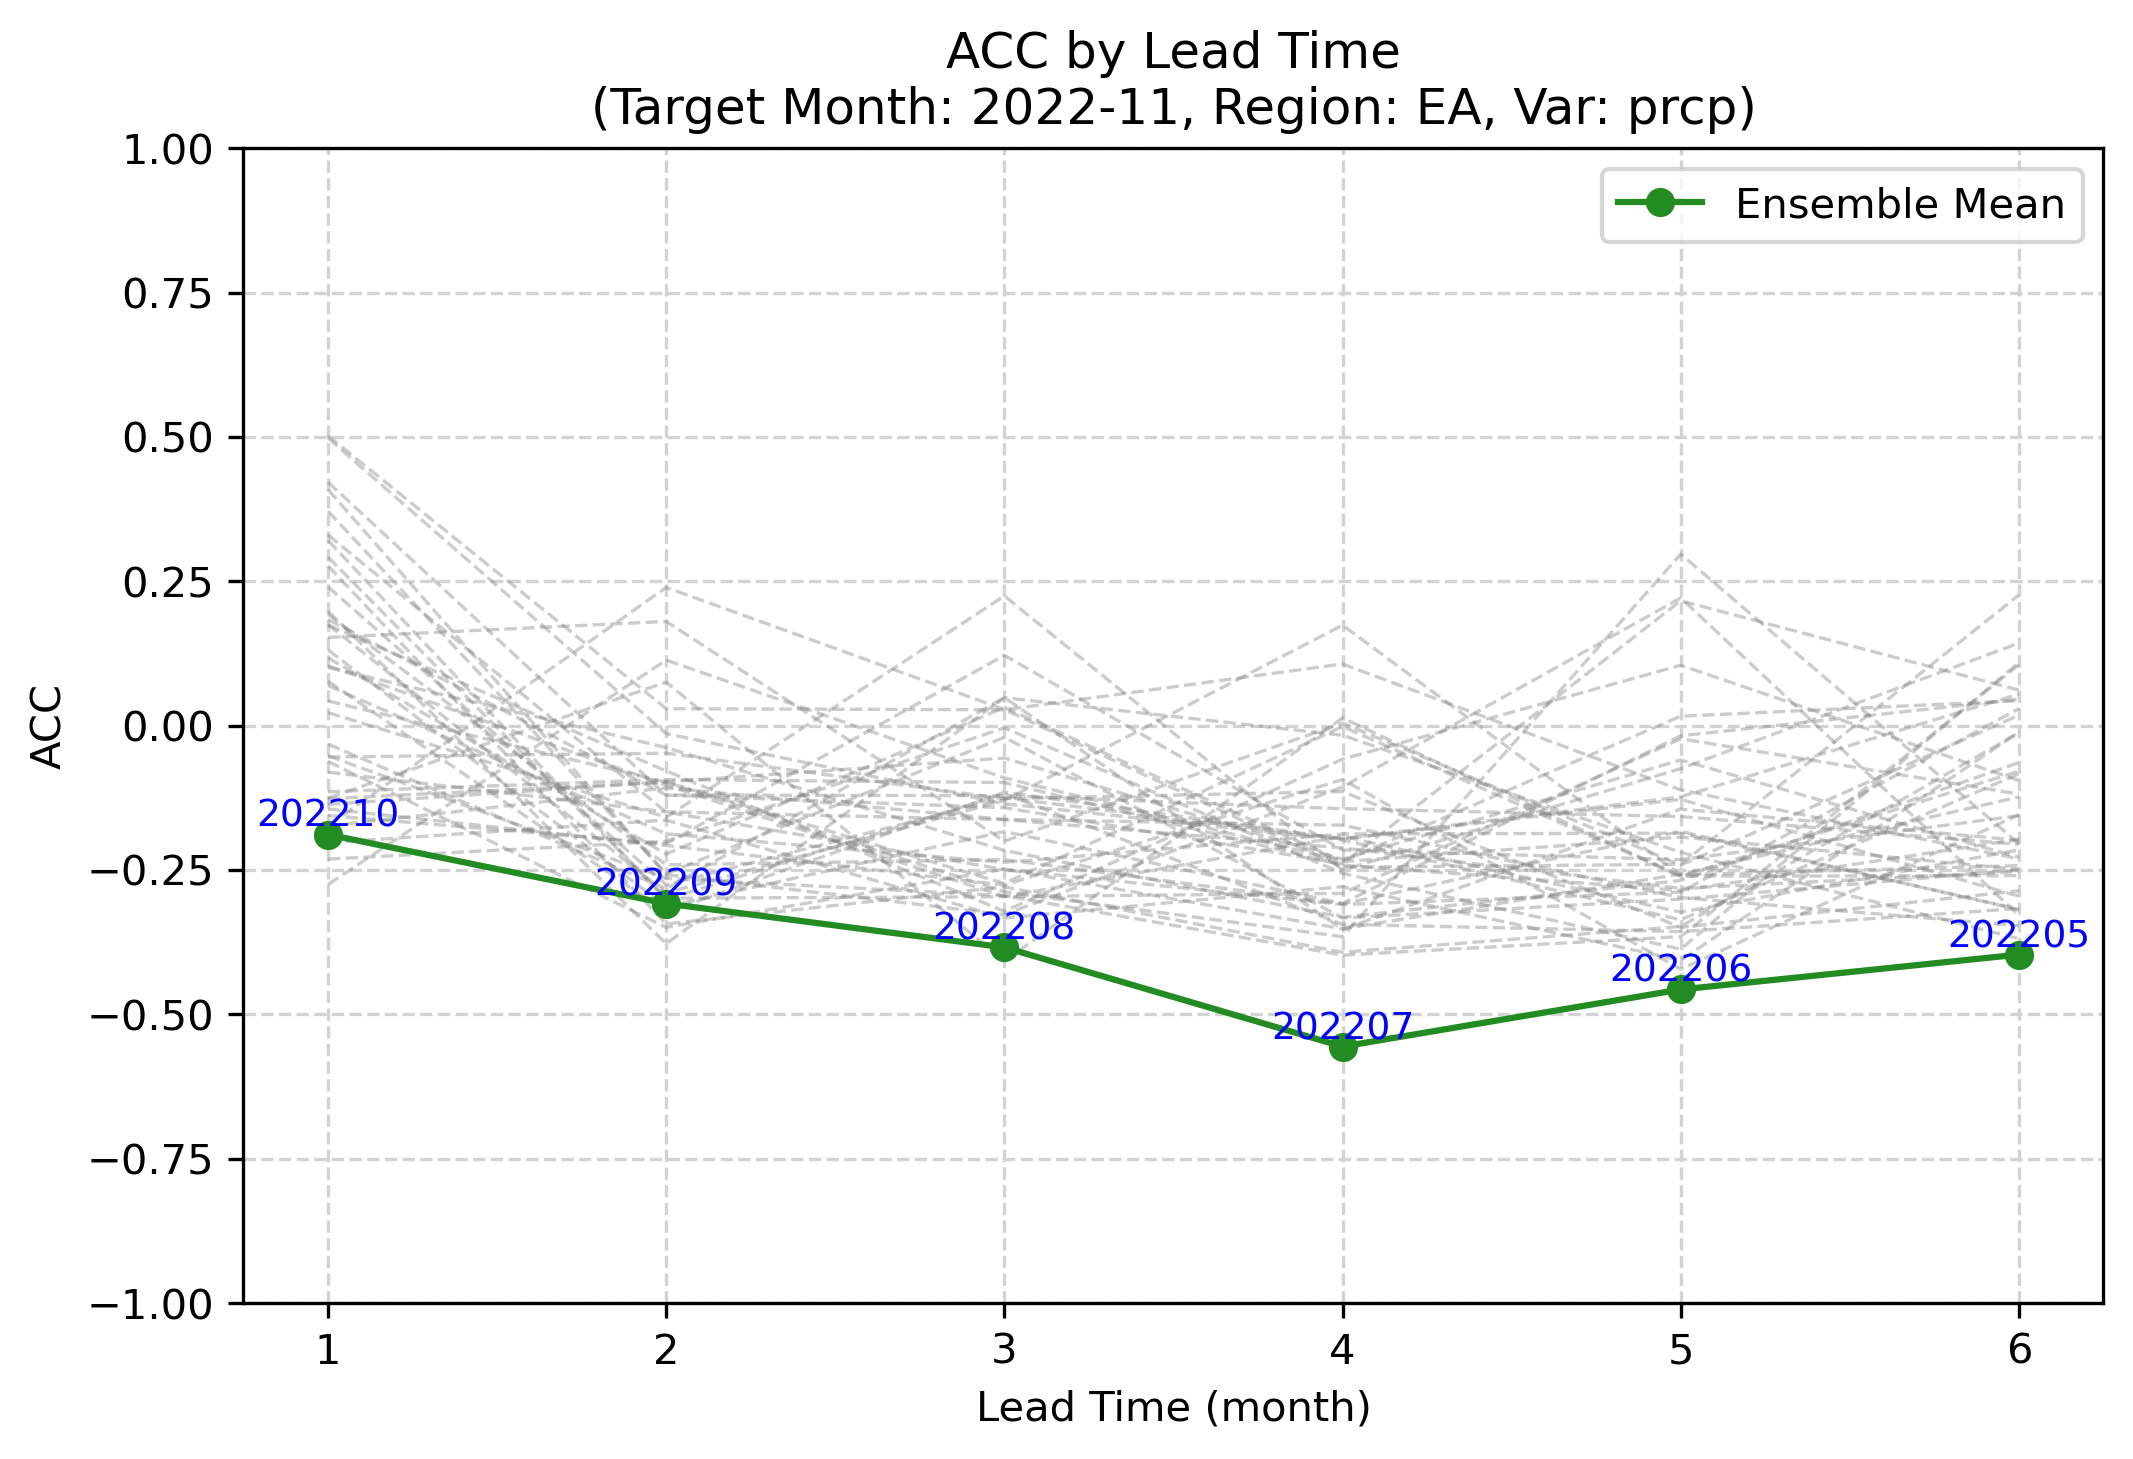 ACC by Lead Time
(Target Month: 2022-11, Region: EA, Var: prcp)
Ensemble Mean
ACC
1.00
0.75
0.50
0.25
0.00
−0.25
−0.50
−0.75
−1.00
202210
202209
202208
202207
202206
202205
1 2 3 4 5 6
Lead Time (month)